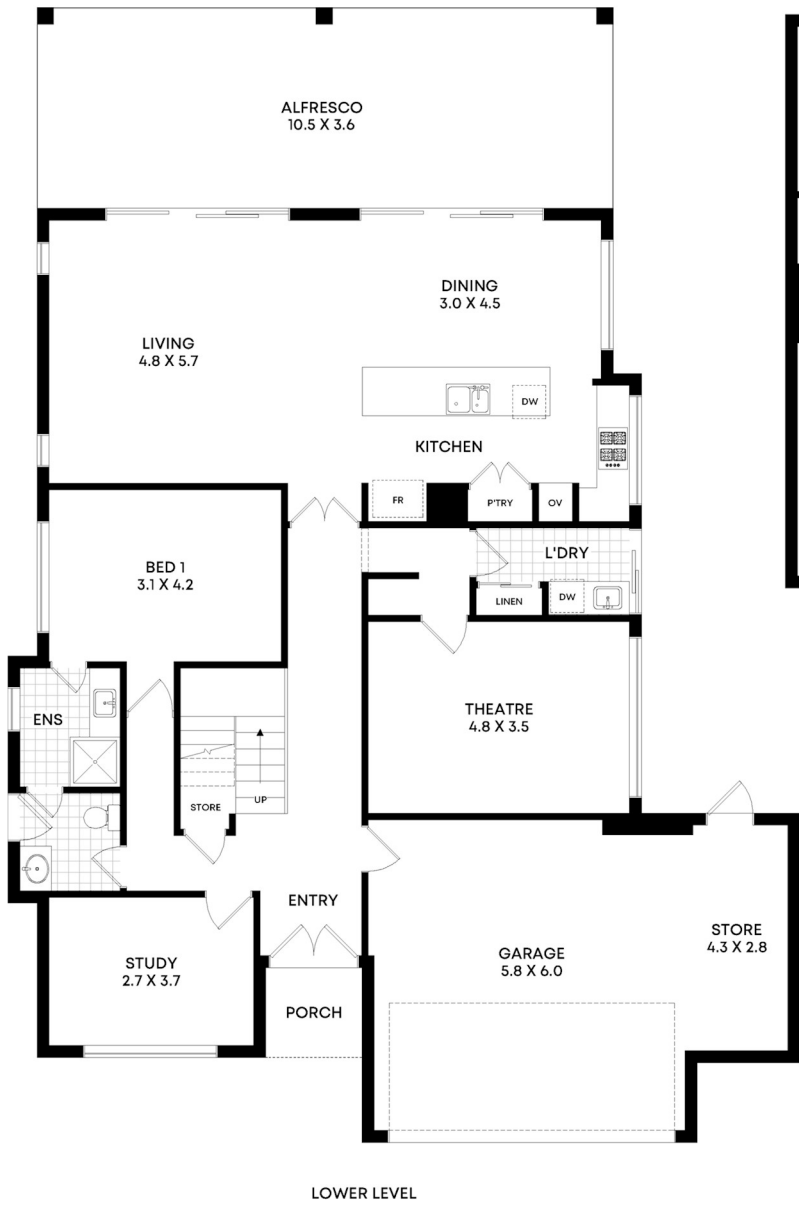 ALFRESCO
10.5 X 3.6
DINING
3.0 X 4.5
LIVING
4.8 X 5.7
DW
KITCHEN
FR
P'TRY
OV
BED 1
3.1 X 4.2
L'DRY
LINEN
DW
ENS
THEATRE
4.8 X 3.5
STORE
UP
ENTRY
STUDY
2.7 X 3.7
GARAGE
5.8 X 6.0
STORE
4.3 X 2.8
PORCH
LOWER LEVEL